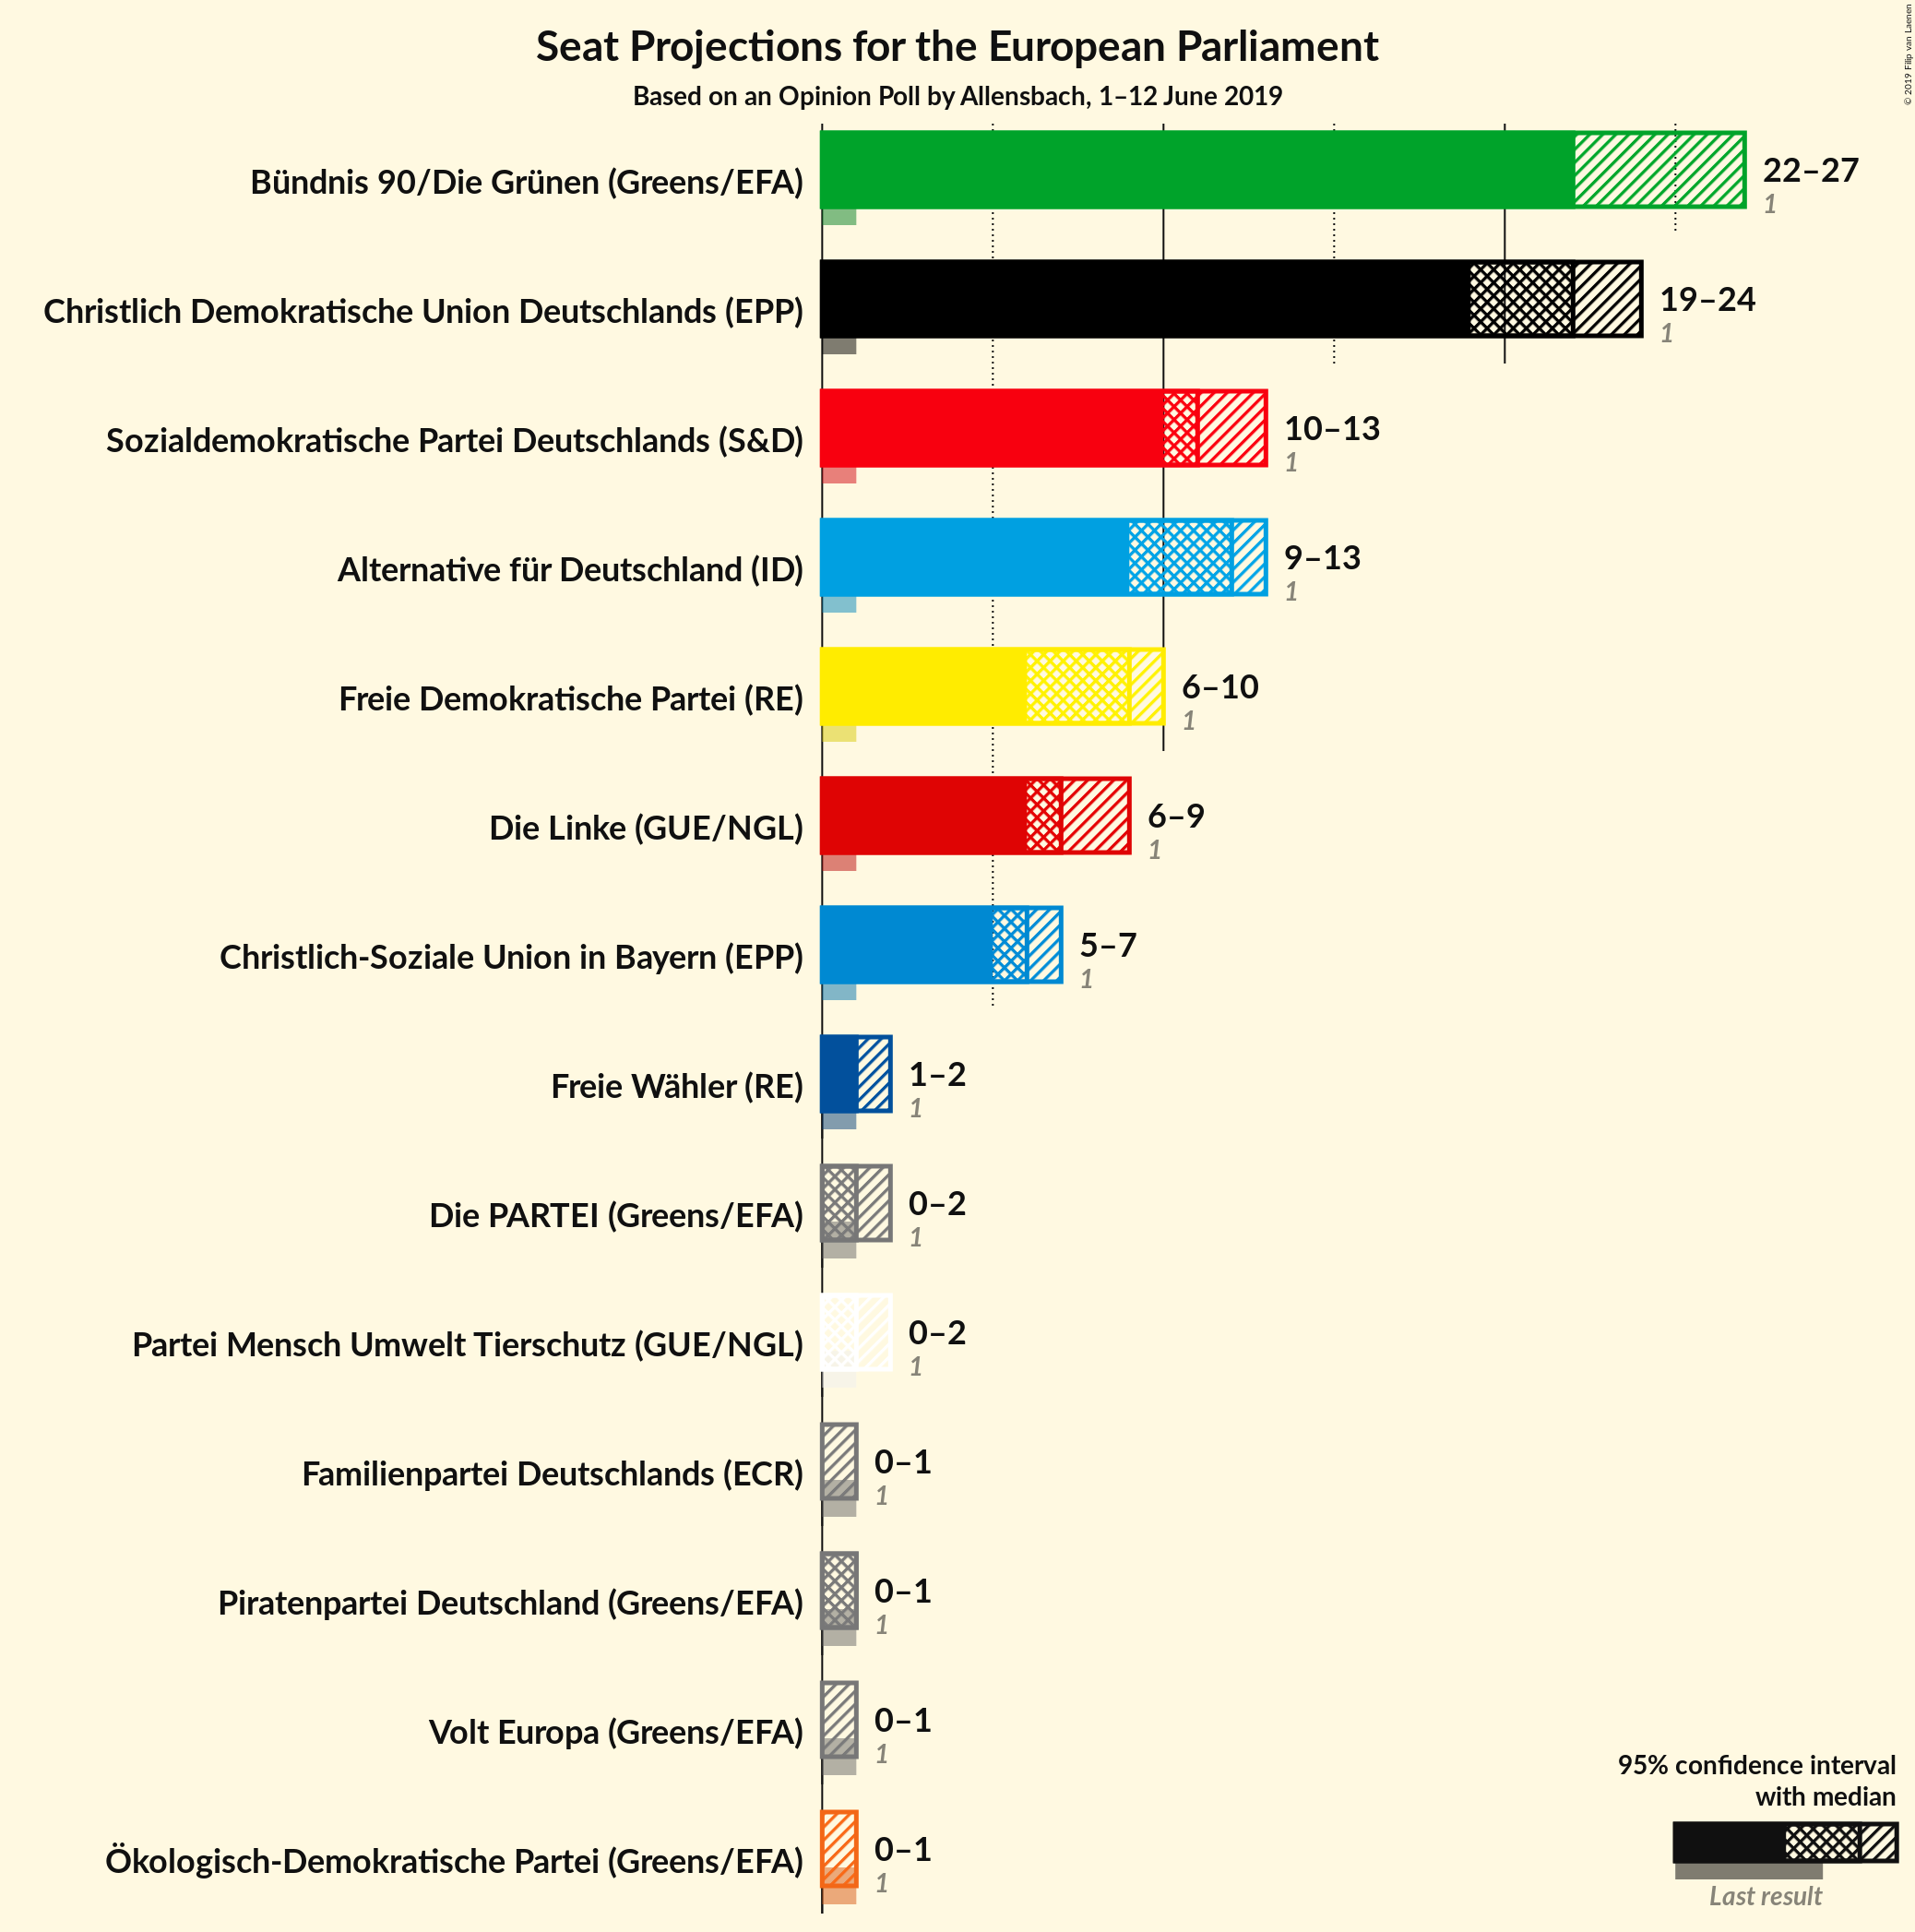 © 2019 Filip van Laenen
Seat Projections for the European Parliament
Based on an Opinion Poll by Allensbach, 1–12 June 2019
Bündnis 90/Die Grünen (Greens/EFA)
22–27
1
Christlich Demokratische Union Deutschlands (EPP)
19–24
1
Sozialdemokratische Partei Deutschlands (S&D)
10–13
1
Alternative für Deutschland (ID)
9–13
1
Freie Demokratische Partei (RE)
6–10
1
Die Linke (GUE/NGL)
6–9
1
Christlich-Soziale Union in Bayern (EPP)
5–7
1
Freie Wähler (RE)
1–2
1
Die PARTEI (Greens/EFA)
0–2
1
Partei Mensch Umwelt Tierschutz (GUE/NGL)
0–2
1
Familienpartei Deutschlands (ECR)
0–1
1
Piratenpartei Deutschland (Greens/EFA)
0–1
1
Volt Europa (Greens/EFA)
0–1
1
Ökologisch-Demokratische Partei (Greens/EFA)
0–1
1
95% confidence interval
with median
Last result